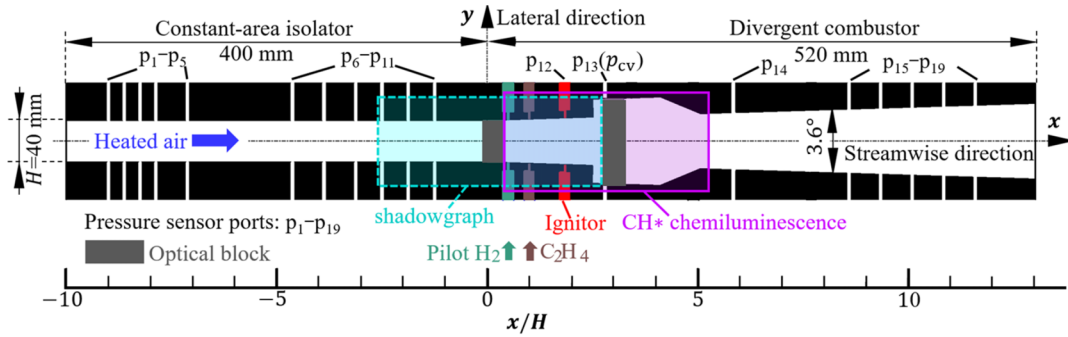 Constant-area isolator
y
Lateral direction
Divergent combustor
400 mm
520 mm
p₁–p₅
p₆–p₁₁
p₁₂
p₁₃(p_cv)
p₁₄
p₁₅–p₁₉
H=40 mm
Heated air
3.6°
x
Streamwise direction
shadowgraph
Ignitor
CH* chemiluminescence
Pressure sensor ports: p₁–p₁₉
Optical block
Pilot H₂
C₂H₄
−10
−5
0
5
10
x/H